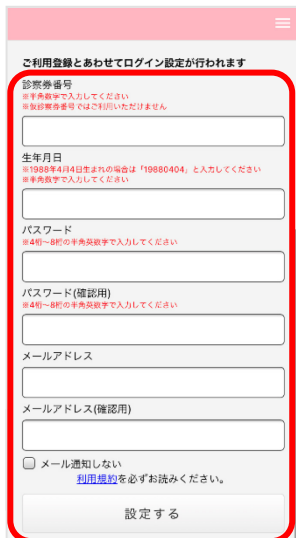 ご利用登録とあわせてログイン設定が行われます
診察券番号
※半角数字で入力してください
※仮診察券番号ではご利用いただけません
生年月日
※1988年4月4日生まれの場合は「19880404」と入力してください
※半角数字で入力してください
パスワード
※4桁～8桁の半角英数字で入力してください
パスワード(確認用)
※4桁～8桁の半角英数字で入力してください
メールアドレス
メールアドレス(確認用)
メール通知しない
利用規約を必ずお読みください。
設定する